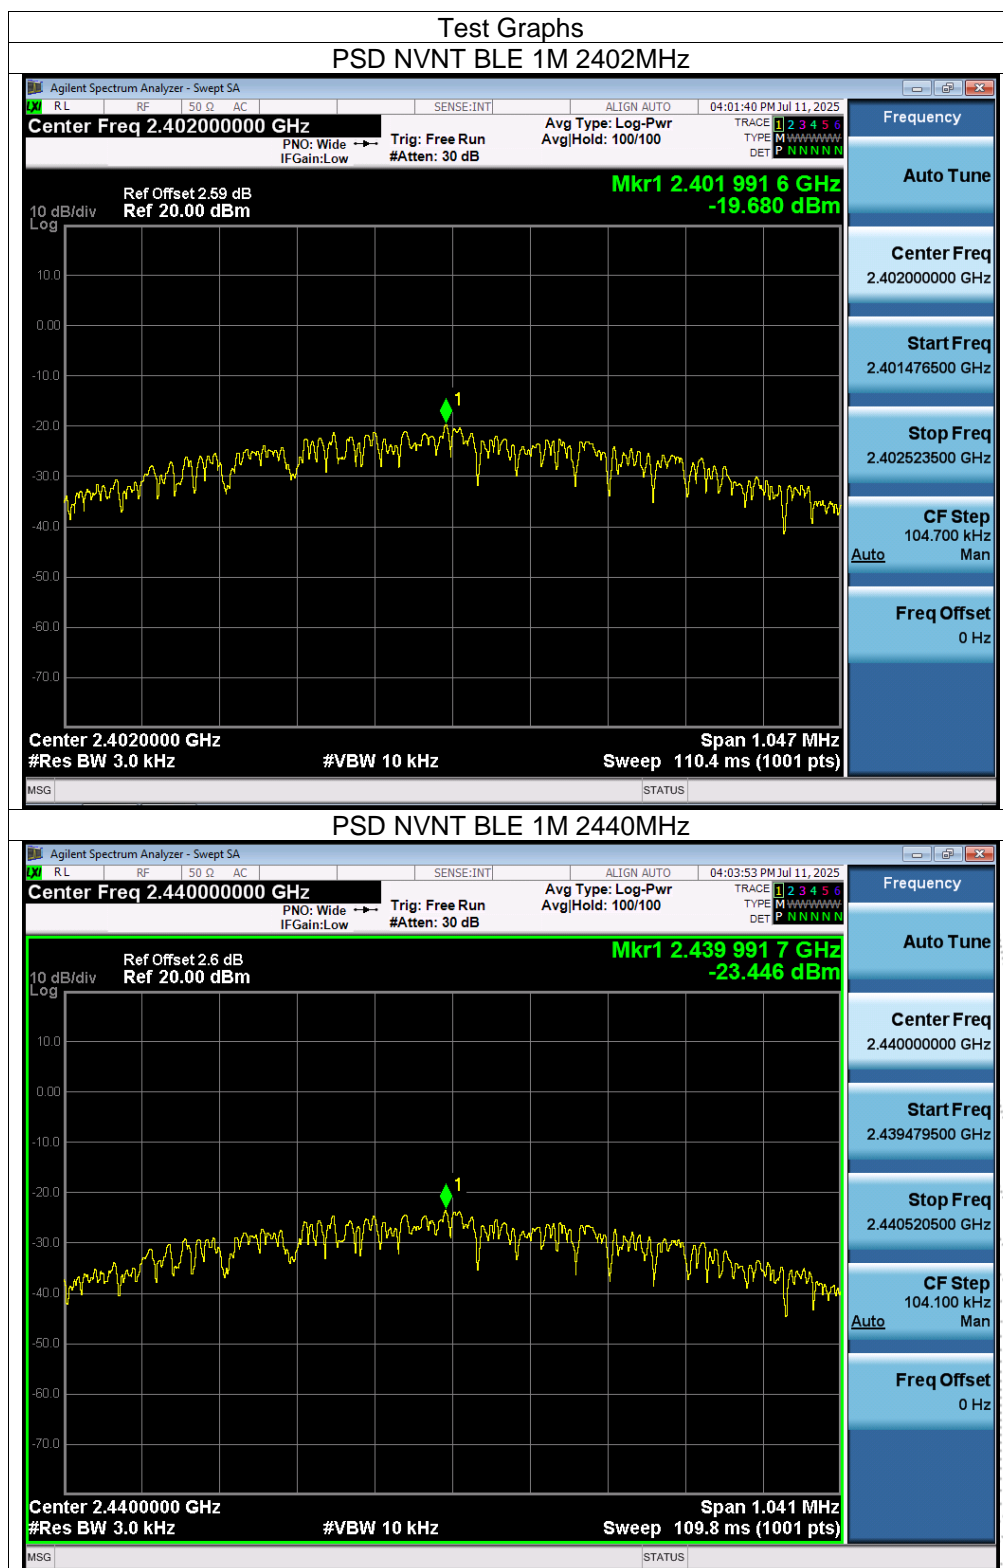 Test Graphs
PSD NVNT BLE 1M 2402MHz
Agilent Spectrum Analyzer - Swept SA
LXI RL RF 50 Ω AC SENSE:INT ALIGN AUTO 04:01:40 PM Jul 11, 2025
Center Freq 2.402000000 GHz
PNO: Wide
IFGain:Low
Trig: Free Run
#Atten: 30 dB
Avg Type: Log-Pwr
Avg|Hold: 100/100
TRACE 1 2 3 4 5 6
TYPE M WWWWW
DET P N N N N N
Frequency
Mkr1 2.401 991 6 GHz
-19.680 dBm
Ref Offset 2.59 dB
10 dB/div Ref 20.00 dBm
Log
10.0
0.00
-10.0
-20.0
-30.0
-40.0
-50.0
-60.0
-70.0
1
Center 2.4020000 GHz Span 1.047 MHz
#Res BW 3.0 kHz #VBW 10 kHz Sweep 110.4 ms (1001 pts)
Auto Tune
Center Freq
2.402000000 GHz
Start Freq
2.401476500 GHz
Stop Freq
2.402523500 GHz
CF Step
104.700 kHz
Auto Man
Freq Offset
0 Hz
MSG STATUS
PSD NVNT BLE 1M 2440MHz
Agilent Spectrum Analyzer - Swept SA
LXI RL RF 50 Ω AC SENSE:INT ALIGN AUTO 04:03:53 PM Jul 11, 2025
Center Freq 2.440000000 GHz
PNO: Wide
IFGain:Low
Trig: Free Run
#Atten: 30 dB
Avg Type: Log-Pwr
Avg|Hold: 100/100
TRACE 1 2 3 4 5 6
TYPE M WWWWW
DET P N N N N N
Frequency
Mkr1 2.439 991 7 GHz
-23.446 dBm
Ref Offset 2.6 dB
10 dB/div Ref 20.00 dBm
Log
10.0
0.00
-10.0
-20.0
-30.0
-40.0
-50.0
-60.0
-70.0
1
Center 2.4400000 GHz Span 1.041 MHz
#Res BW 3.0 kHz #VBW 10 kHz Sweep 109.8 ms (1001 pts)
Auto Tune
Center Freq
2.440000000 GHz
Start Freq
2.439479500 GHz
Stop Freq
2.440520500 GHz
CF Step
104.100 kHz
Auto Man
Freq Offset
0 Hz
MSG STATUS